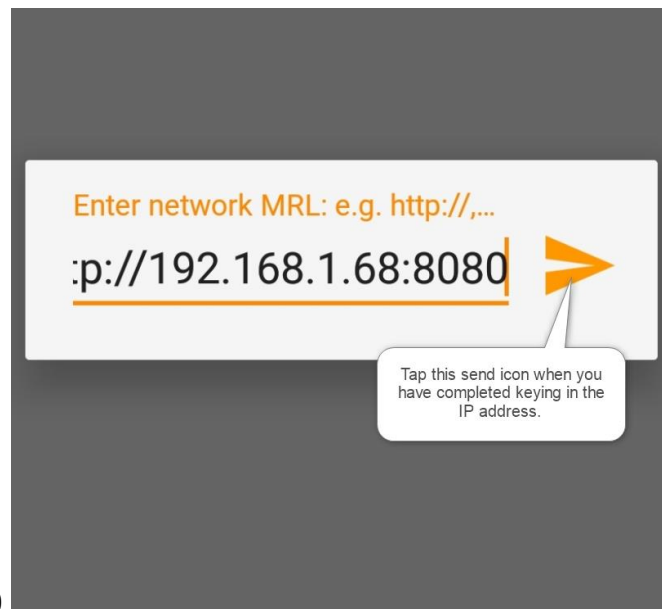 Enter network MRL: e.g. http://,...
tp://192.168.1.68:8080
Tap this send icon when you
have completed keying in the
IP address.
)